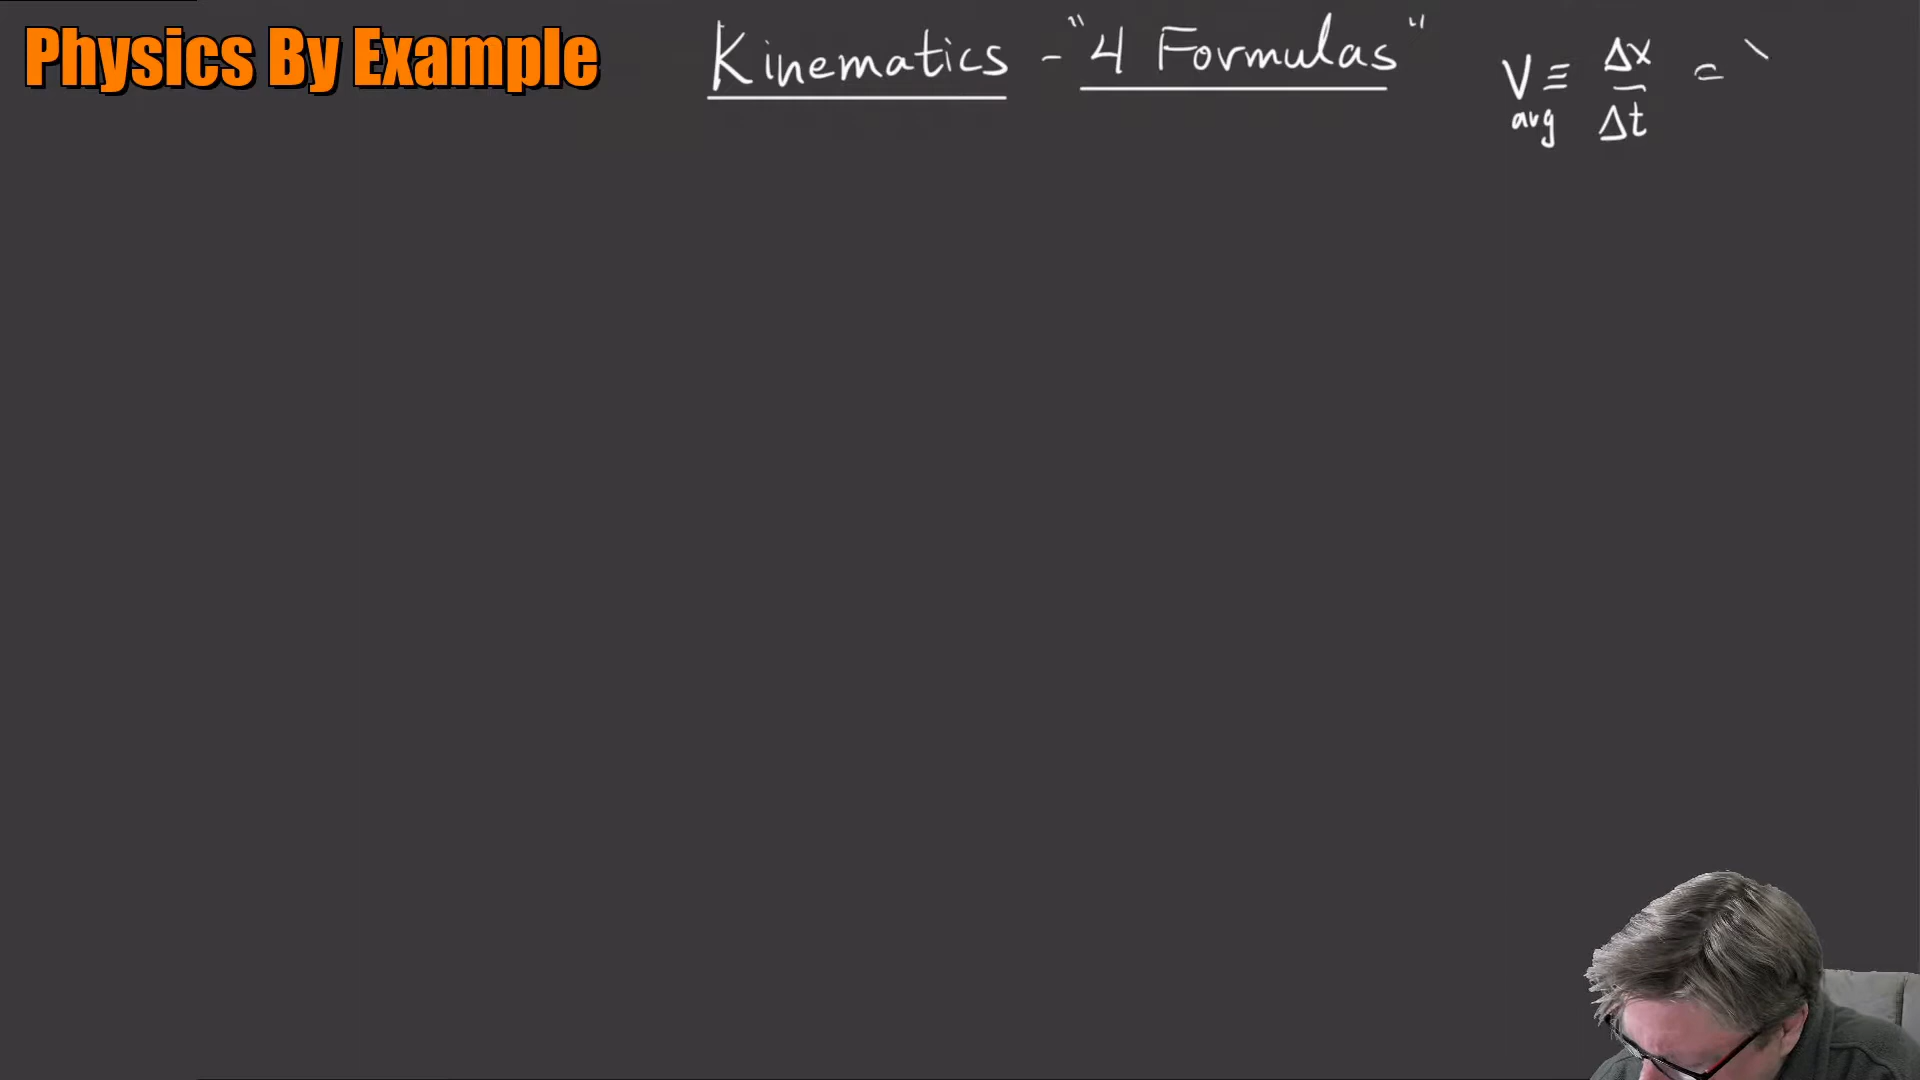 Physics By Example
Kinematics - "4 Formulas"
V avg ≡ Δx / Δt =